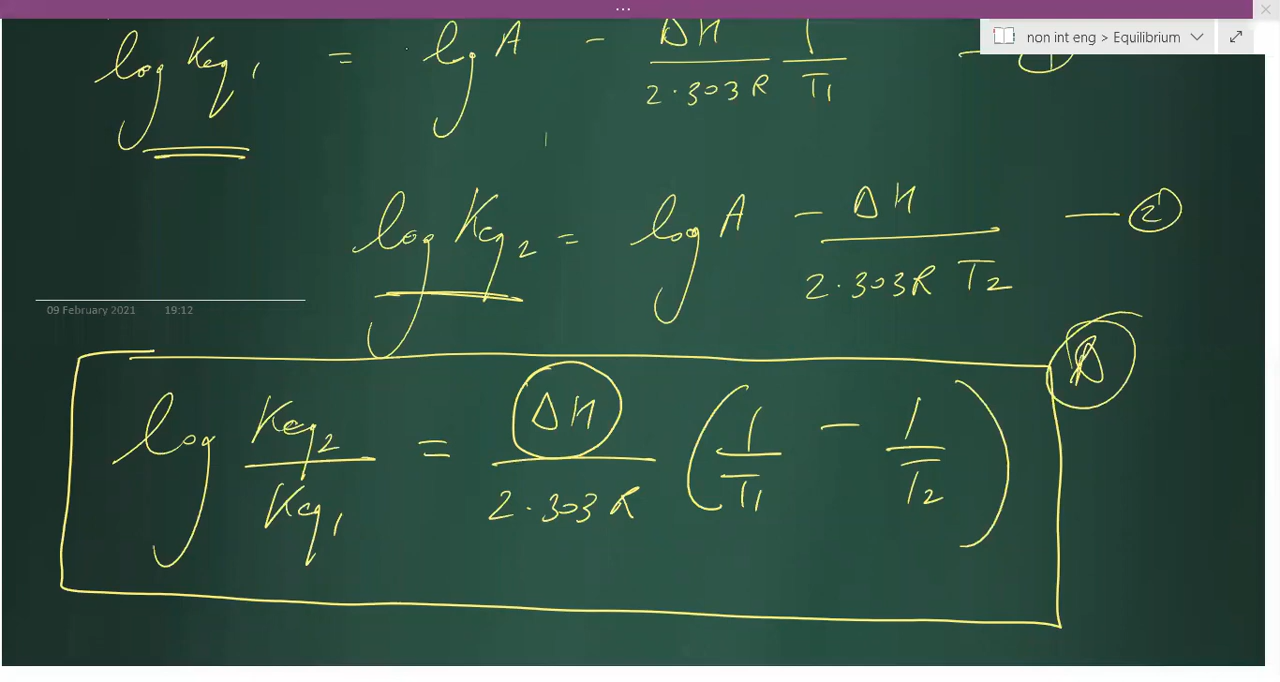 ...
non int eng > Equilibrium
log Keq₁ = log A - ΔH/2.303R 1/T₁ — ①
log Keq₂ = log A - ΔH/2.303R T₂ — ②
09 February 2021 19:12
log Keq₂/Keq₁ = ΔH/2.303R (1/T₁ - 1/T₂)